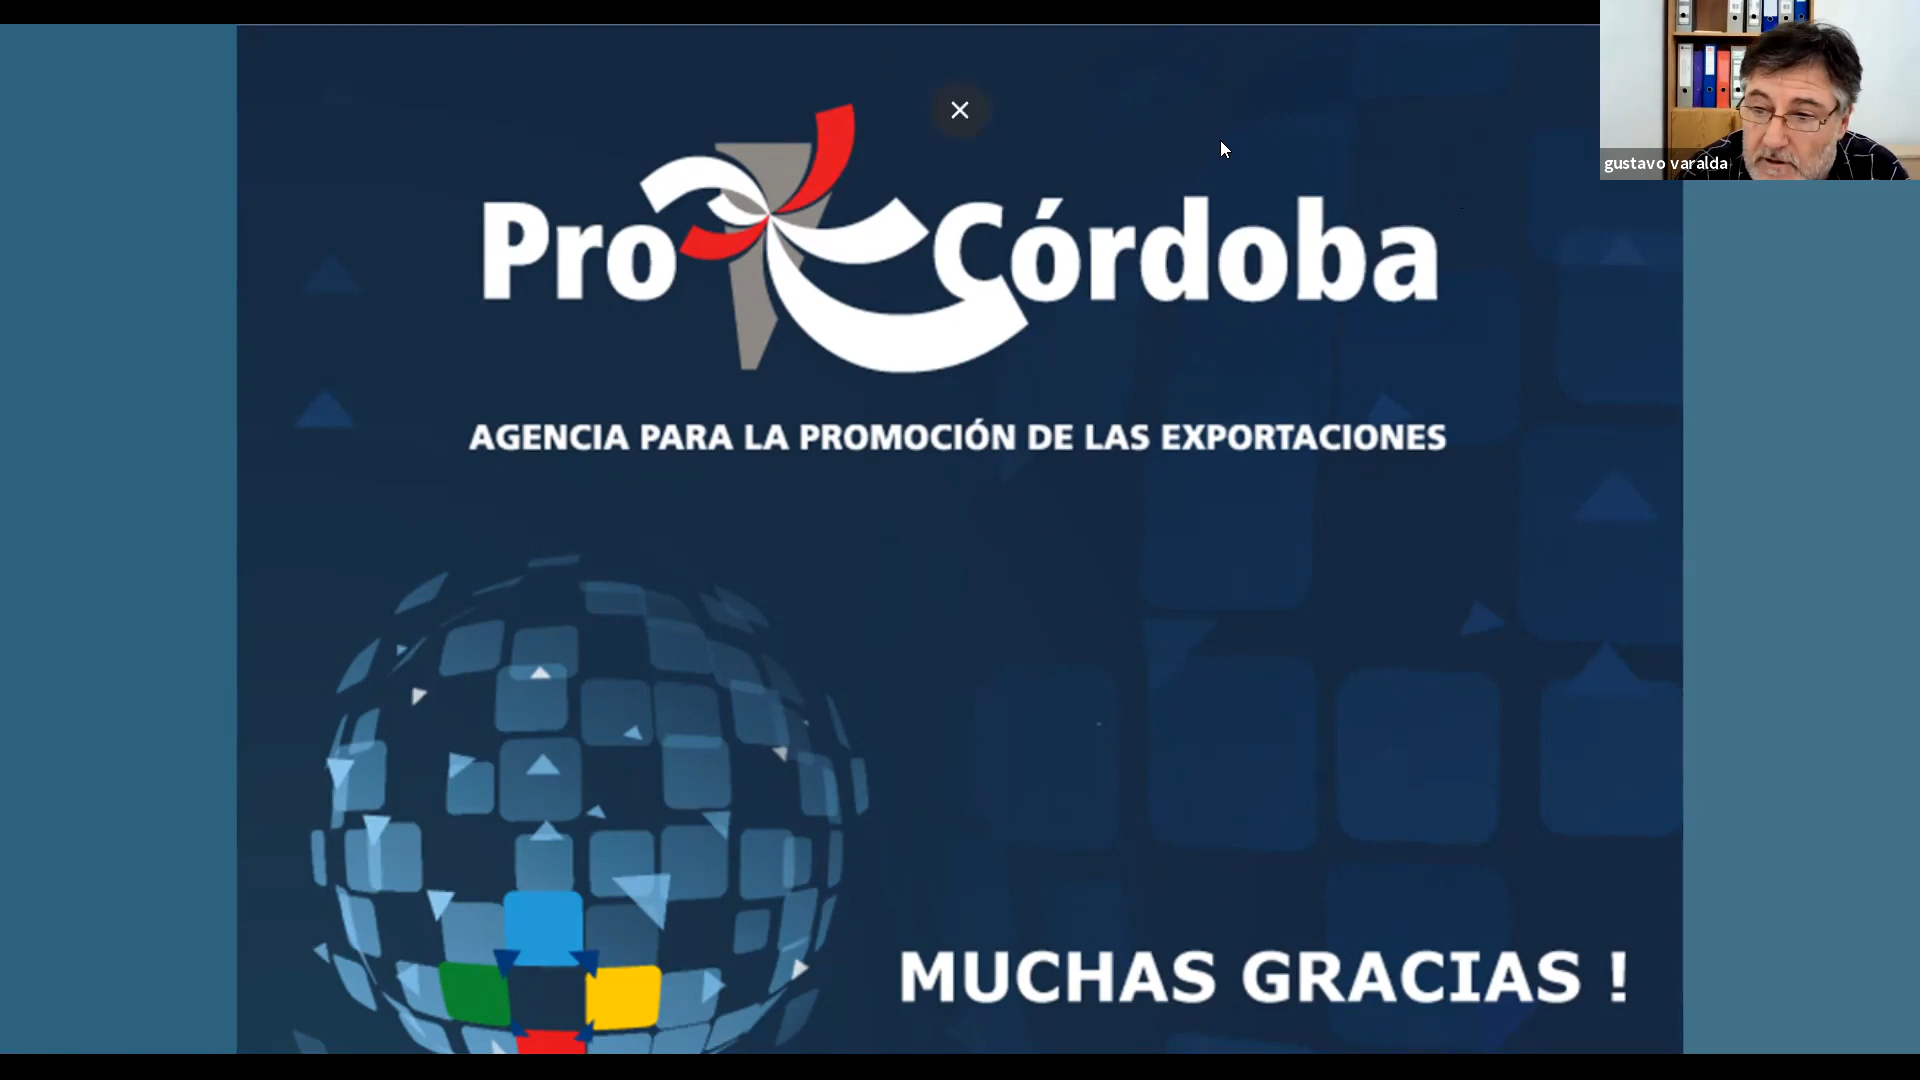 gustavo varalda
Pro Córdoba
AGENCIA PARA LA PROMOCIÓN DE LAS EXPORTACIONES
MUCHAS GRACIAS !